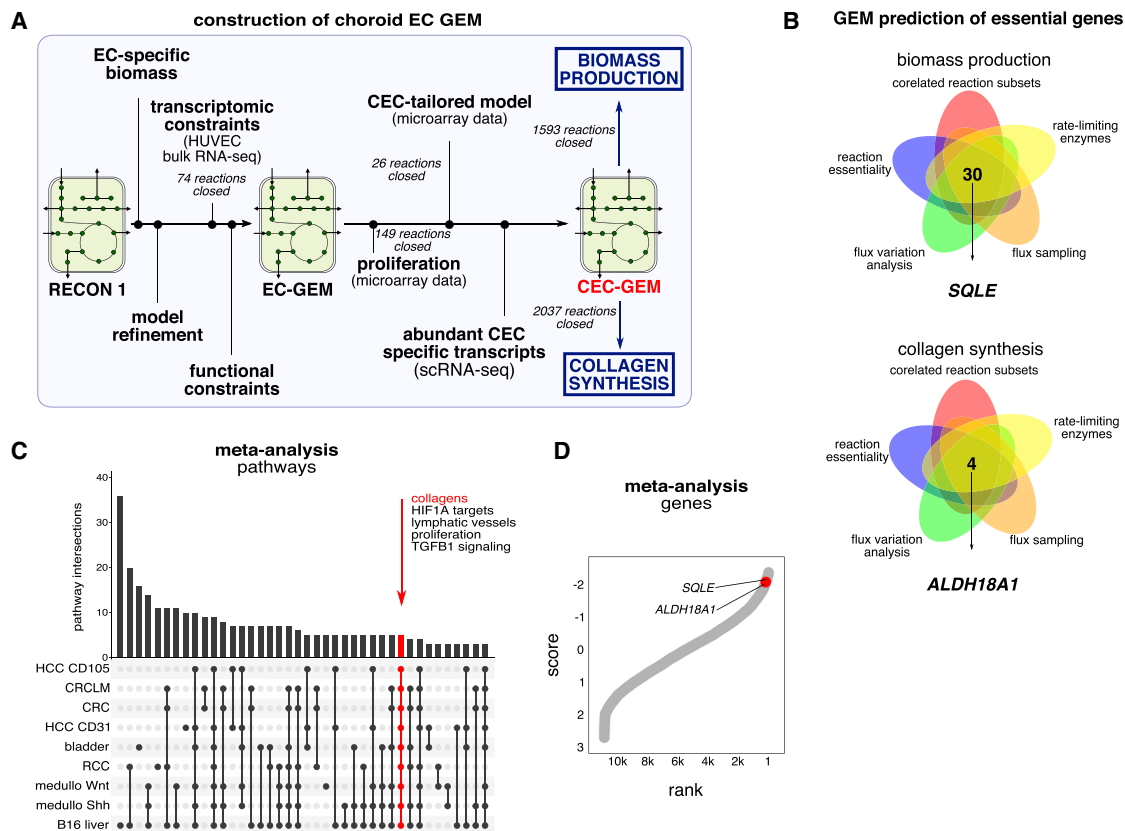 A
construction of choroid EC GEM
EC-specific
biomass
transcriptomic
constraints
(HUVEC
bulk RNA-seq)
74 reactions
closed
CEC-tailored model
(microarray data)
26 reactions
closed
BIOMASS
PRODUCTION
1593 reactions
closed
149 reactions
closed
proliferation
(microarray data)
RECON 1
EC-GEM
CEC-GEM
model
refinement
functional
constraints
abundant CEC
specific transcripts
(scRNA-seq)
2037 reactions
closed
COLLAGEN
SYNTHESIS
B
GEM prediction of essential genes
biomass production
corelated reaction subsets
rate-limiting
enzymes
reaction
essentiality
30
flux variation
analysis
flux sampling
SQLE
collagen synthesis
corelated reaction subsets
rate-limiting
enzymes
reaction
essentiality
4
flux variation
analysis
flux sampling
ALDH18A1
C
meta-analysis
pathways
pathway intersections
40
30
20
10
0
collagens
HIF1A targets
lymphatic vessels
proliferation
TGFB1 signaling
HCC CD105
CRCLM
CRC
HCC CD31
bladder
RCC
medullo Wnt
medullo Shh
B16 liver
D
meta-analysis
genes
score
-2
-1
0
1
2
3
SQLE
ALDH18A1
10k 8k 6k 4k 2k 1
rank